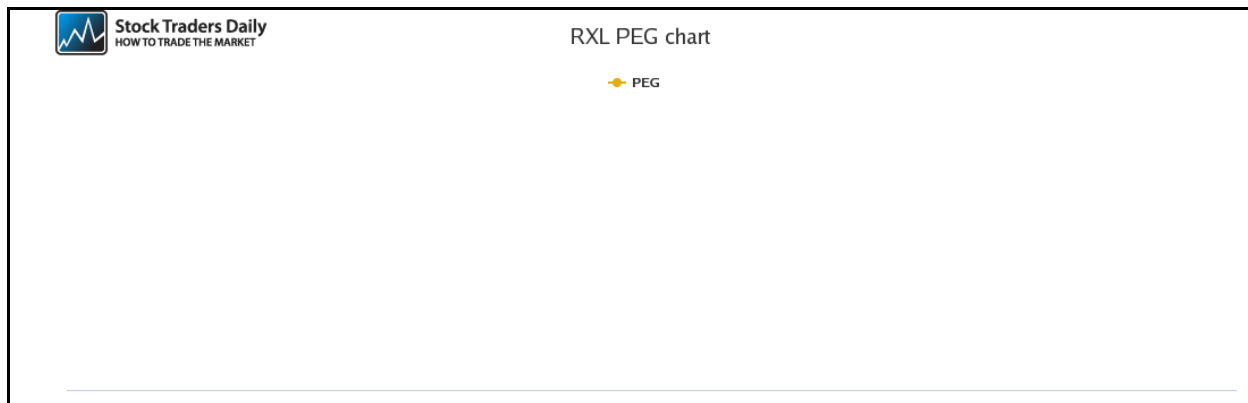 Stock Traders Daily
HOW TO TRADE THE MARKET
RXL PEG chart
PEG